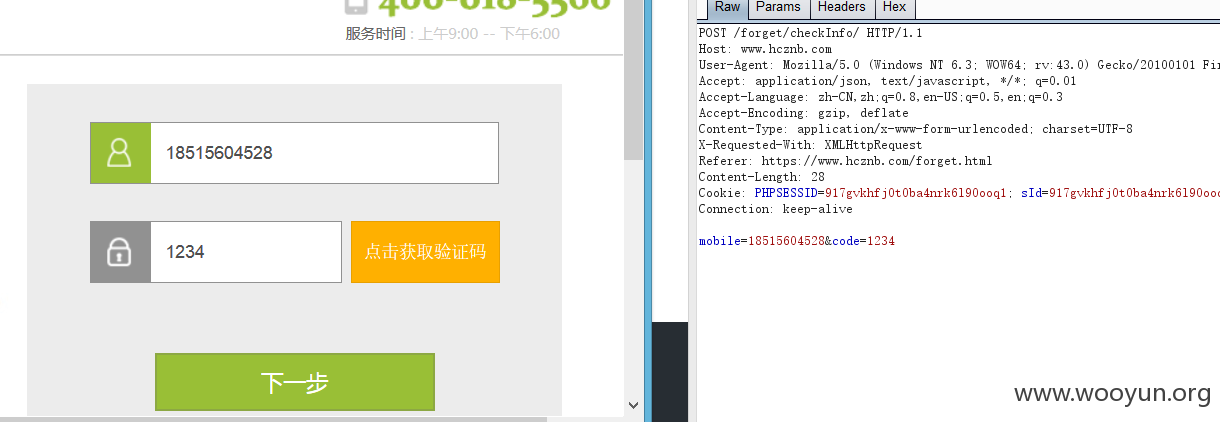 400-618-5566
服务时间 : 上午9:00 -- 下午6:00
18515604528
1234
点击获取验证码
下一步
Raw Params Headers Hex
POST /forget/checkInfo/ HTTP/1.1
Host: www.hcznb.com
User-Agent: Mozilla/5.0 (Windows NT 6.3; WOW64; rv:43.0) Gecko/20100101 Fir
Accept: application/json, text/javascript, */*; q=0.01
Accept-Language: zh-CN,zh;q=0.8,en-US;q=0.5,en;q=0.3
Accept-Encoding: gzip, deflate
Content-Type: application/x-www-form-urlencoded; charset=UTF-8
X-Requested-With: XMLHttpRequest
Referer: https://www.hcznb.com/forget.html
Content-Length: 28
Cookie: PHPSESSID=917gvkhfj0t0ba4nrk6l90ooq1; sId=917gvkhfj0t0ba4nrk6l90ooq
Connection: keep-alive
mobile=18515604528&code=1234
www.wooyun.org